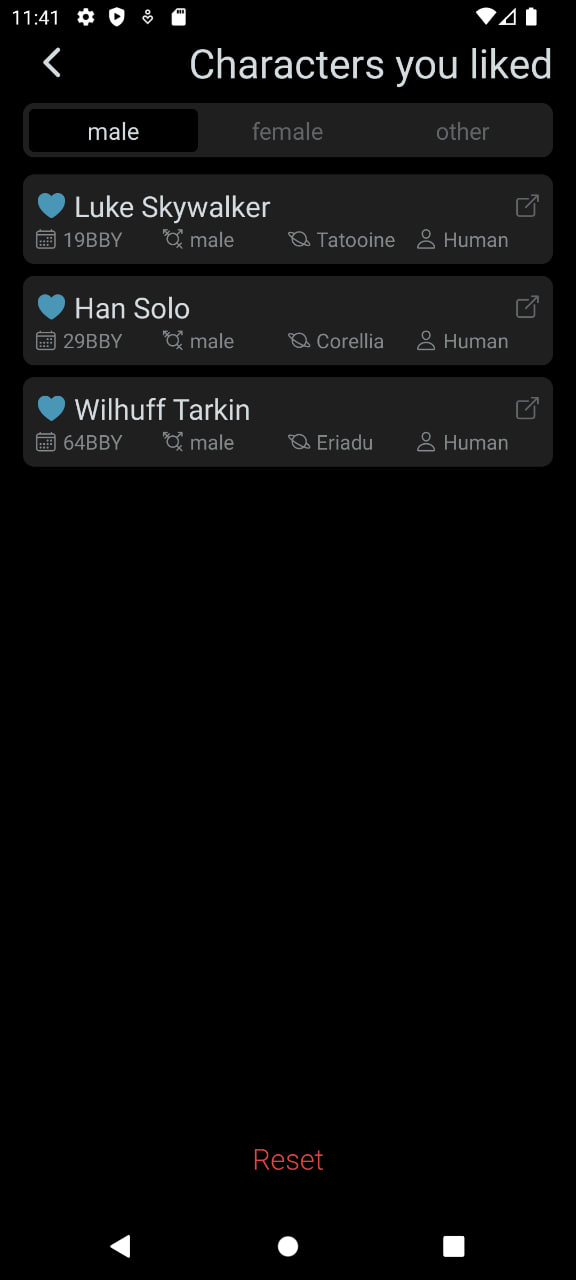 11:41
Characters you liked
male female other
Luke Skywalker
19BBY male Tatooine Human
Han Solo
29BBY male Corellia Human
Wilhuff Tarkin
64BBY male Eriadu Human
Reset